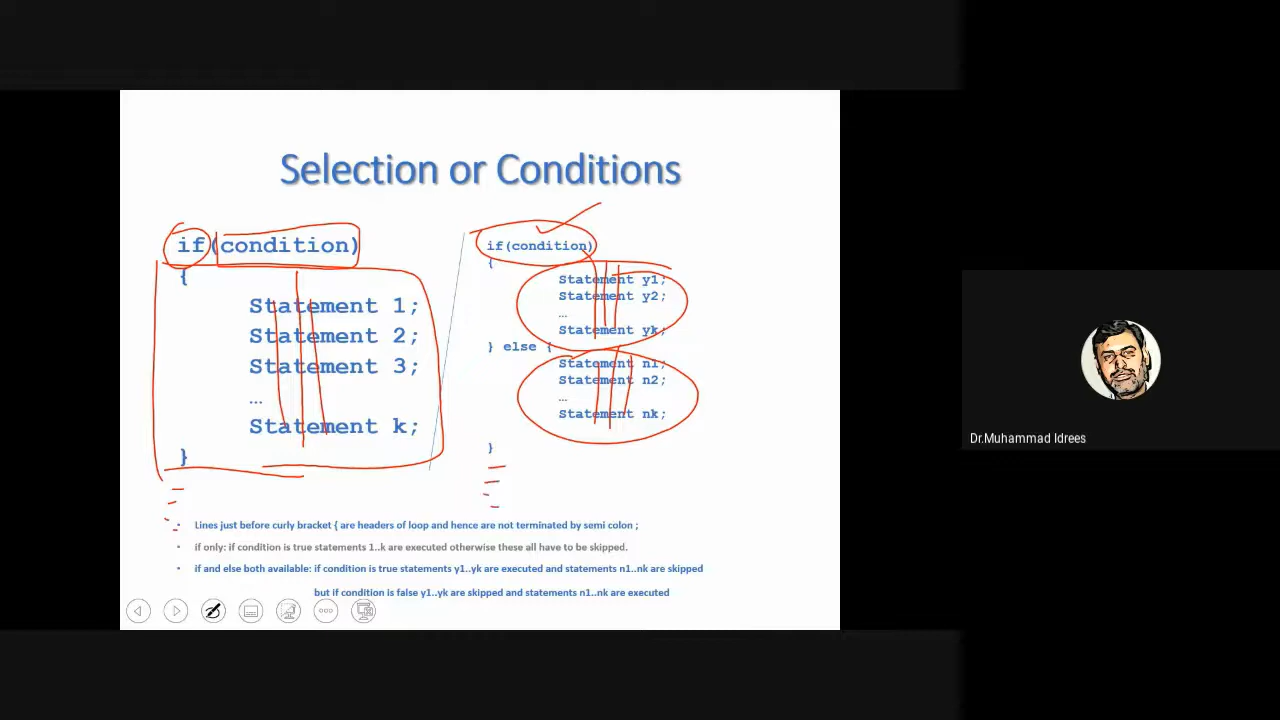 Selection or Conditions
if(condition)
{
Statement 1;
Statement 2;
Statement 3;
…
Statement k;
}
if(condition)
{
Statement y1;
Statement y2;
…
Statement yk;
} else {
Statement n1;
Statement n2;
…
Statement nk;
}
• Lines just before curly bracket { are headers of loop and hence are not terminated by semi colon ;
• if only: if condition is true statements 1..k are executed otherwise these all have to be skipped.
• if and else both available: if condition is true statements y1..yk are executed and statements n1..nk are skipped
but if condition is false y1..yk are skipped and statements n1..nk are executed
Dr.Muhammad Idrees